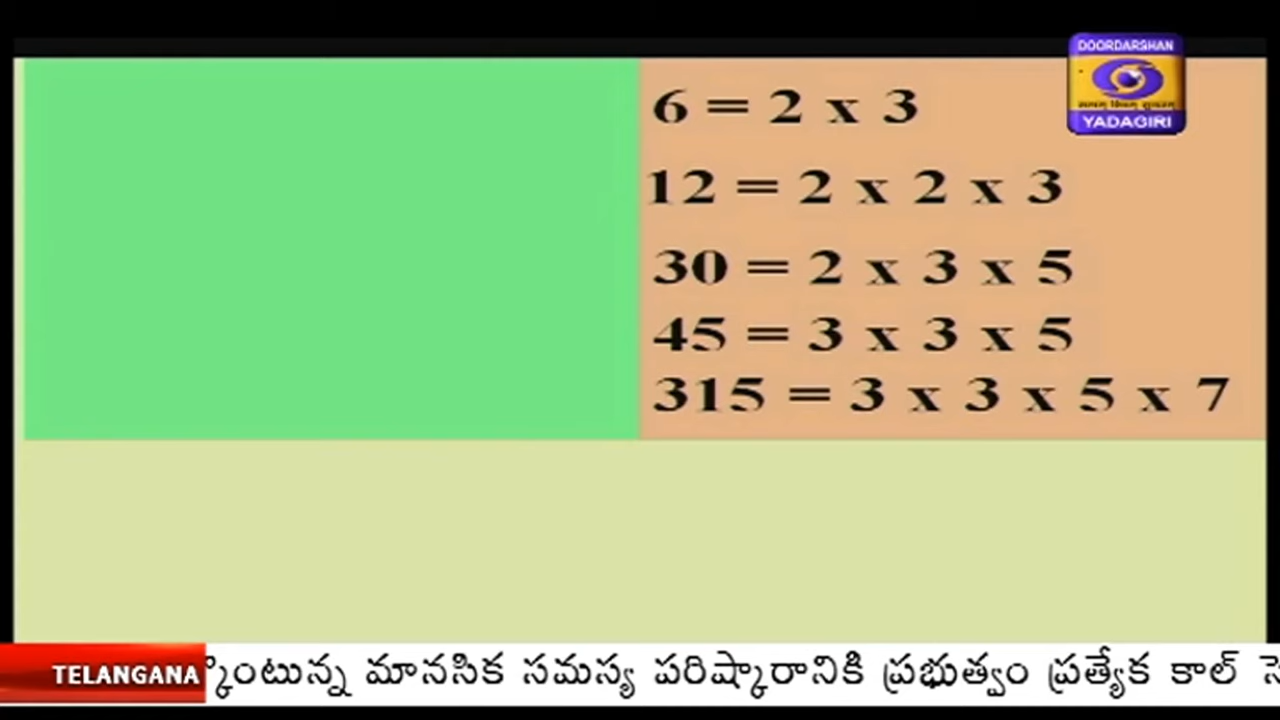 DOORDARSHAN
YADAGIRI
6 = 2 x 3
12 = 2 x 2 x 3
30 = 2 x 3 x 5
45 = 3 x 3 x 5
315 = 3 x 3 x 5 x 7
TELANGANA
మానసిక సమస్య పరిష్కారానికి ప్రభుత్వం ప్రత్యేక కాల్